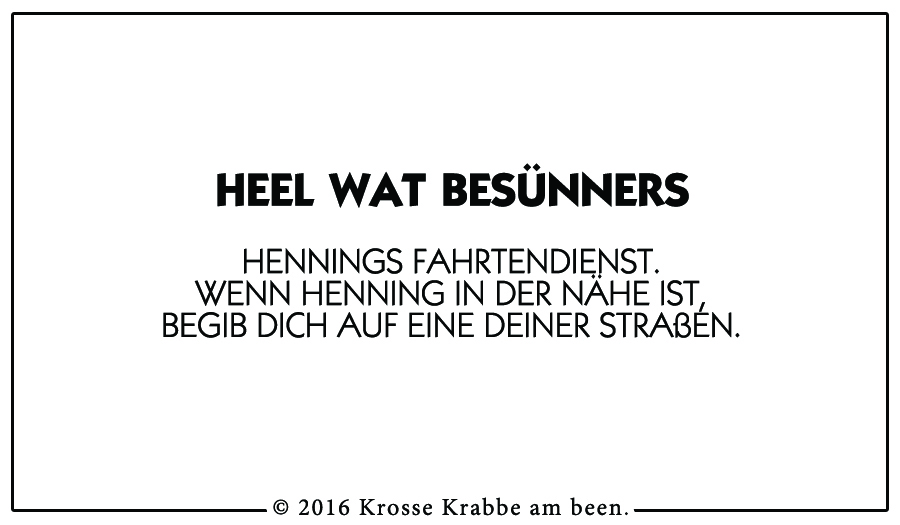 HEEL WAT BESÜNNERS
HENNINGS FAHRTENDIENST.
WENN HENNING IN DER NÄHE IST,
BEGIB DICH AUF EINE DEINER STRAßEN.
© 2016 Krosse Krabbe am been.